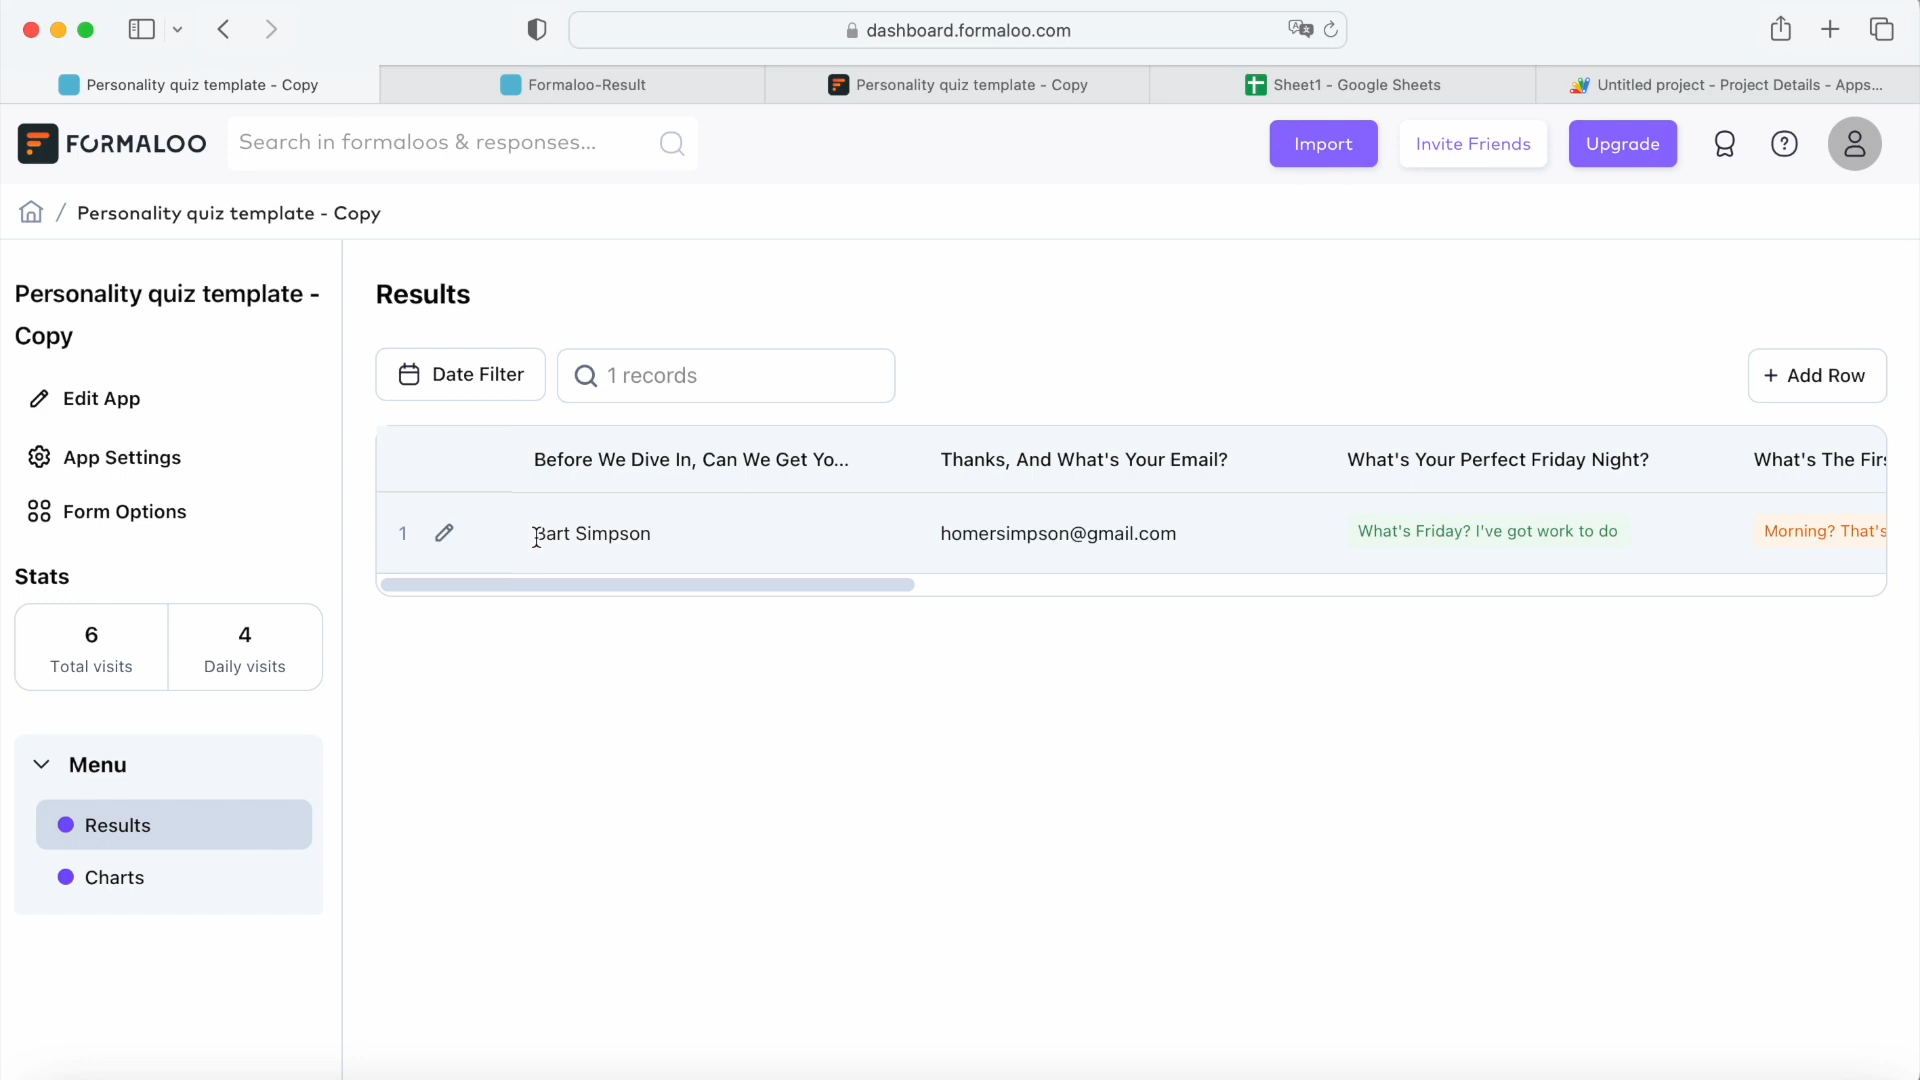 dashboard.formaloo.com
Personality quiz template - Copy
Formaloo-Result
Personality quiz template - Copy
Sheet1 - Google Sheets
Untitled project - Project Details - Apps...
FORMALOO
Search in formaloos & responses...
Import
Invite Friends
Upgrade
/ Personality quiz template - Copy
Personality quiz template -
Copy
Edit App
App Settings
Form Options
Stats
6
Total visits
4
Daily visits
Menu
Results
Charts
Results
Date Filter
1 records
+ Add Row
Before We Dive In, Can We Get Yo...
Thanks, And What's Your Email?
What's Your Perfect Friday Night?
What's The Firs
1
Bart Simpson
homersimpson@gmail.com
What's Friday? I've got work to do
Morning? That's